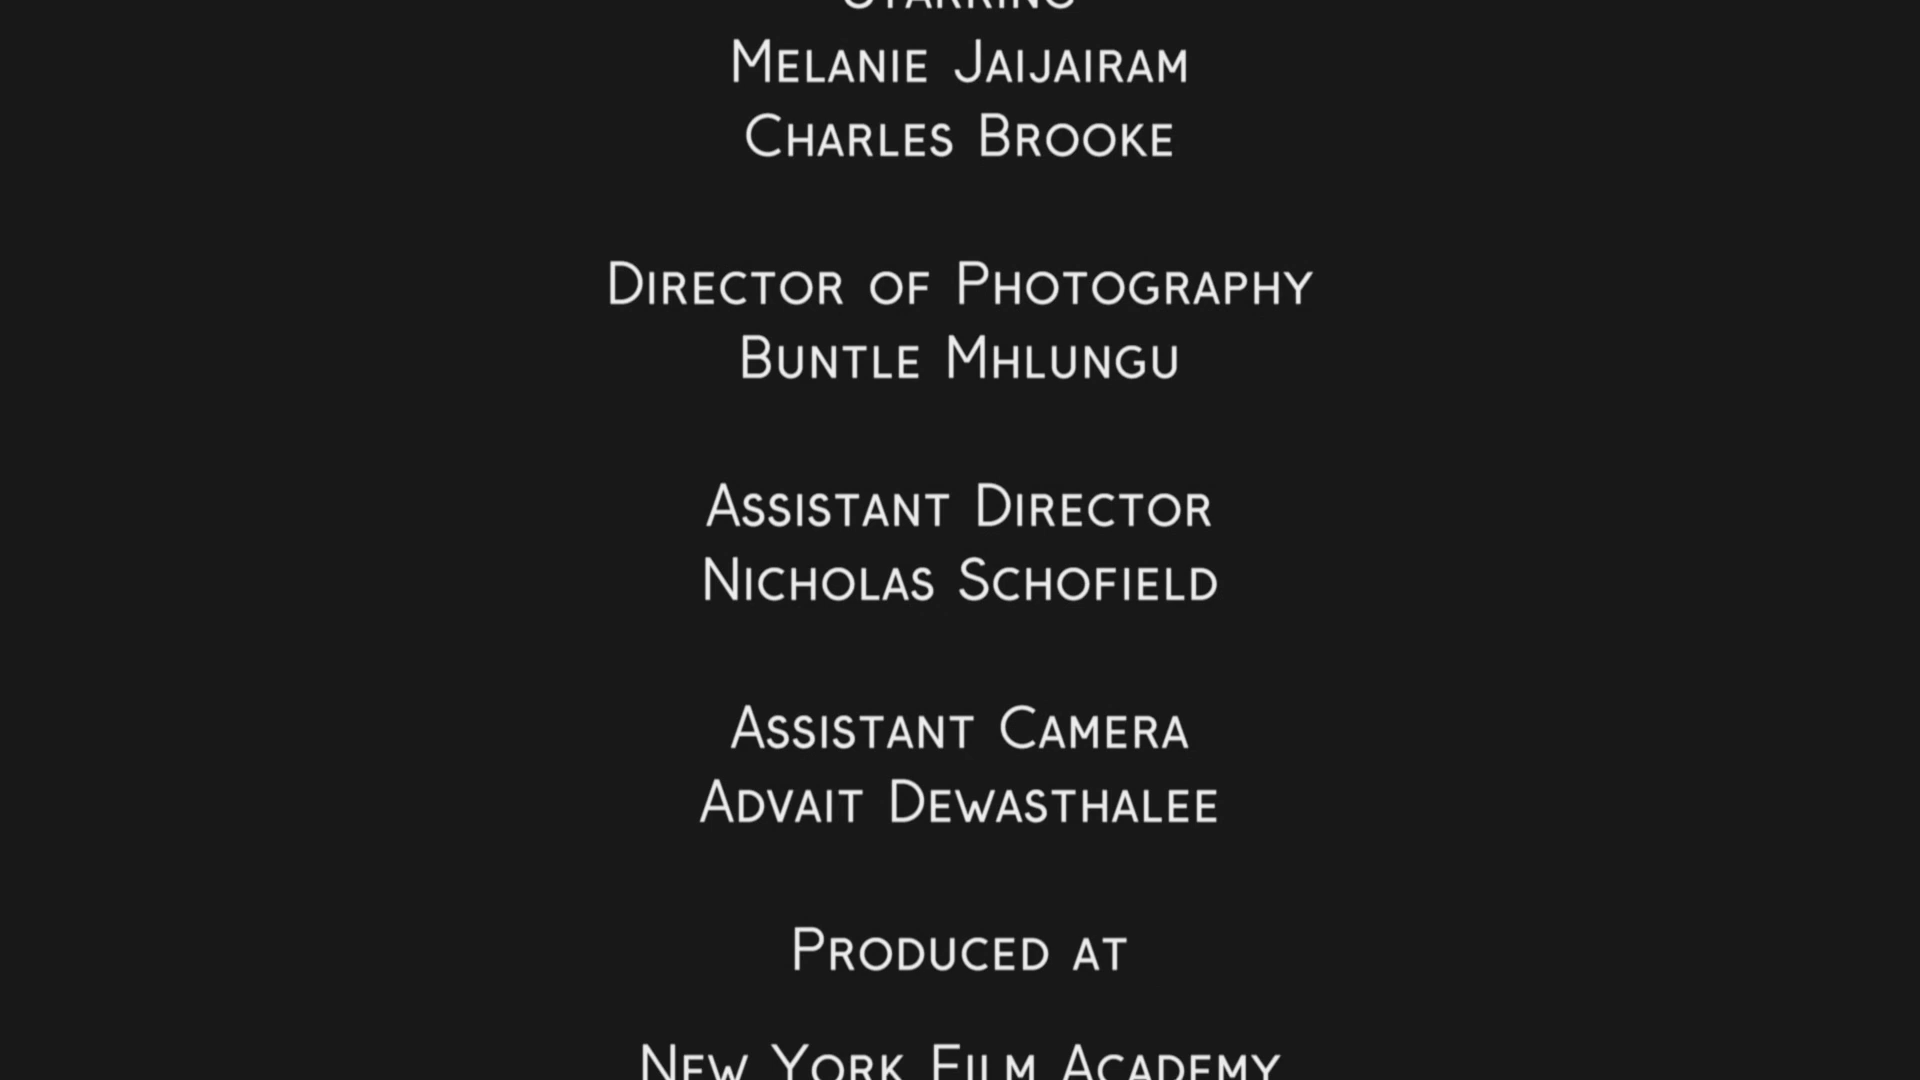 Starring
Melanie Jaijairam
Charles Brooke
Director of Photography
Buntle Mhlungu
Assistant Director
Nicholas Schofield
Assistant Camera
Advait Dewasthalee
Produced at
New York Film Academy